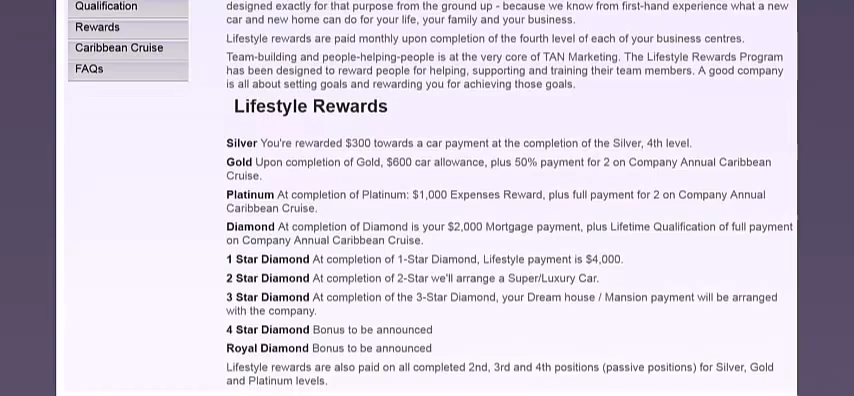 Qualification
Rewards
Caribbean Cruise
FAQs
designed exactly for that purpose from the ground up - because we know from first-hand experience what a new
car and new home can do for your life, your family and your business.
Lifestyle rewards are paid monthly upon completion of the fourth level of each of your business centres.
Team-building and people-helping-people is at the very core of TAN Marketing. The Lifestyle Rewards Program
has been designed to reward people for helping, supporting and training their team members. A good company
is all about setting goals and rewarding you for achieving those goals.
Lifestyle Rewards
Silver You're rewarded $300 towards a car payment at the completion of the Silver, 4th level.
Gold Upon completion of Gold, $600 car allowance, plus 50% payment for 2 on Company Annual Caribbean
Cruise.
Platinum At completion of Platinum: $1,000 Expenses Reward, plus full payment for 2 on Company Annual
Caribbean Cruise.
Diamond At completion of Diamond is your $2,000 Mortgage payment, plus Lifetime Qualification of full payment
on Company Annual Caribbean Cruise.
1 Star Diamond At completion of 1-Star Diamond, Lifestyle payment is $4,000.
2 Star Diamond At completion of 2-Star we'll arrange a Super/Luxury Car.
3 Star Diamond At completion of the 3-Star Diamond, your Dream house / Mansion payment will be arranged
with the company.
4 Star Diamond Bonus to be announced
Royal Diamond Bonus to be announced
Lifestyle rewards are also paid on all completed 2nd, 3rd and 4th positions (passive positions) for Silver, Gold
and Platinum levels.